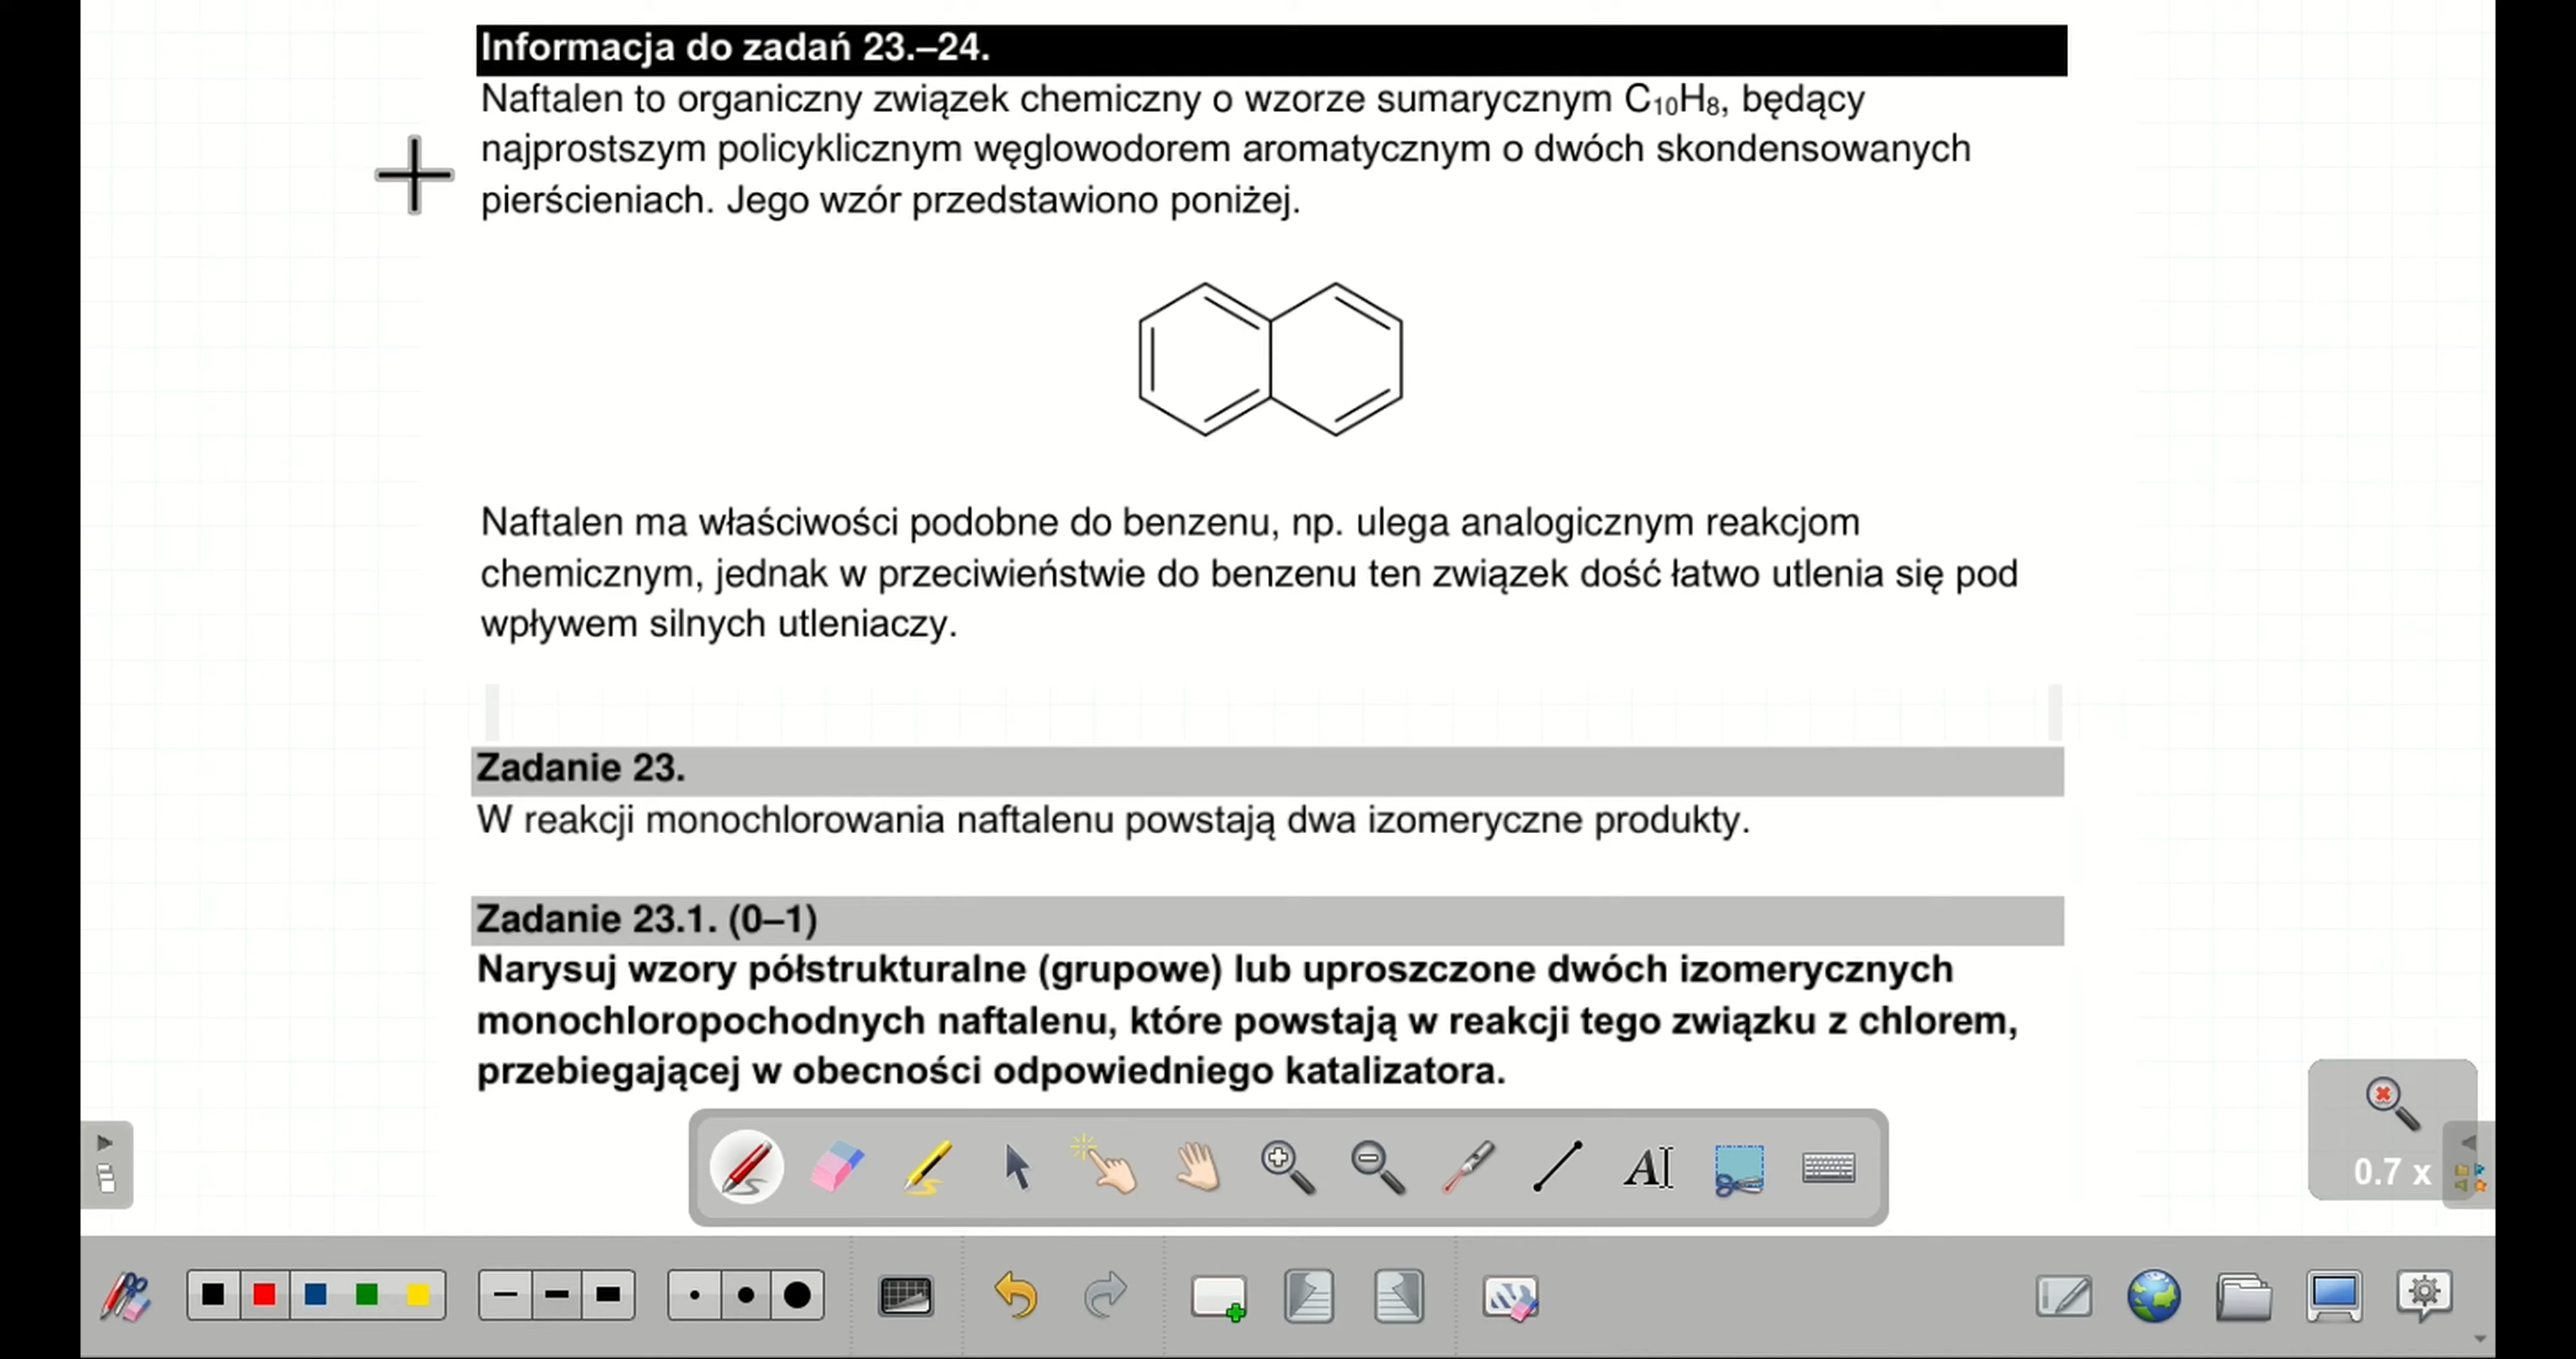 Informacja do zadań 23.–24.
Naftalen to organiczny związek chemiczny o wzorze sumarycznym C₁₀H₈, będący
najprostszym policyklicznym węglowodorem aromatycznym o dwóch skondensowanych
pierścieniach. Jego wzór przedstawiono poniżej.
Naftalen ma właściwości podobne do benzenu, np. ulega analogicznym reakcjom
chemicznym, jednak w przeciwieństwie do benzenu ten związek dość łatwo utlenia się pod
wpływem silnych utleniaczy.
Zadanie 23.
W reakcji monochlorowania naftalenu powstają dwa izomeryczne produkty.
Zadanie 23.1. (0–1)
Narysuj wzory półstrukturalne (grupowe) lub uproszczone dwóch izomerycznych
monochloropochodnych naftalenu, które powstają w reakcji tego związku z chlorem,
przebiegającej w obecności odpowiedniego katalizatora.
AI
0.7 x